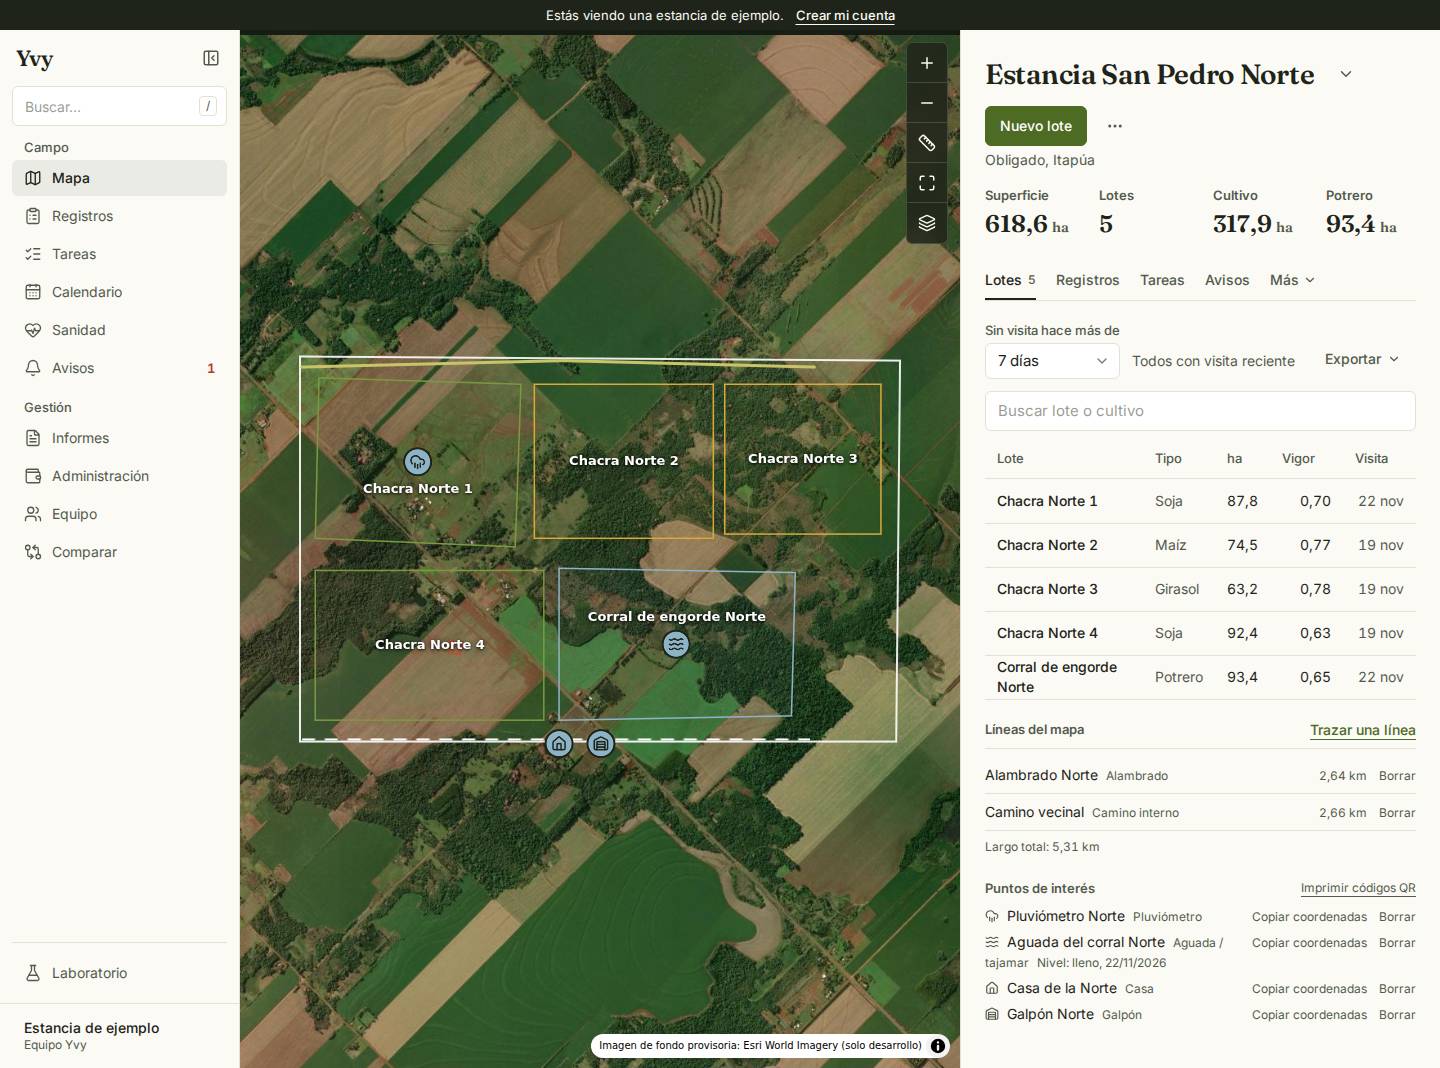 Estás viendo una estancia de ejemplo. Crear mi cuenta
Yvy
Buscar... /
Campo
Mapa
Registros
Tareas
Calendario
Sanidad
Avisos 1
Gestión
Informes
Administración
Equipo
Comparar
Laboratorio
Estancia de ejemplo
Equipo Yvy
Chacra Norte 1
Chacra Norte 2
Chacra Norte 3
Chacra Norte 4
Corral de engorde Norte
Imagen de fondo provisoria: Esri World Imagery (solo desarrollo)
Estancia San Pedro Norte
Nuevo lote
Obligado, Itapúa
Superficie Lotes Cultivo Potrero
618,6 ha 5 317,9 ha 93,4 ha
Lotes 5 Registros Tareas Avisos Más
Sin visita hace más de
7 días Todos con visita reciente Exportar
Buscar lote o cultivo
Lote Tipo ha Vigor Visita
Chacra Norte 1 Soja 87,8 0,70 22 nov
Chacra Norte 2 Maíz 74,5 0,77 19 nov
Chacra Norte 3 Girasol 63,2 0,78 19 nov
Chacra Norte 4 Soja 92,4 0,63 19 nov
Corral de engorde
Norte Potrero 93,4 0,65 22 nov
Líneas del mapa Trazar una línea
Alambrado Norte Alambrado 2,64 km Borrar
Camino vecinal Camino interno 2,66 km Borrar
Largo total: 5,31 km
Puntos de interés Imprimir códigos QR
Pluviómetro Norte Pluviómetro Copiar coordenadas Borrar
Aguada del corral Norte Aguada / Copiar coordenadas Borrar
tajamar Nivel: lleno, 22/11/2026
Casa de la Norte Casa Copiar coordenadas Borrar
Galpón Norte Galpón Copiar coordenadas Borrar